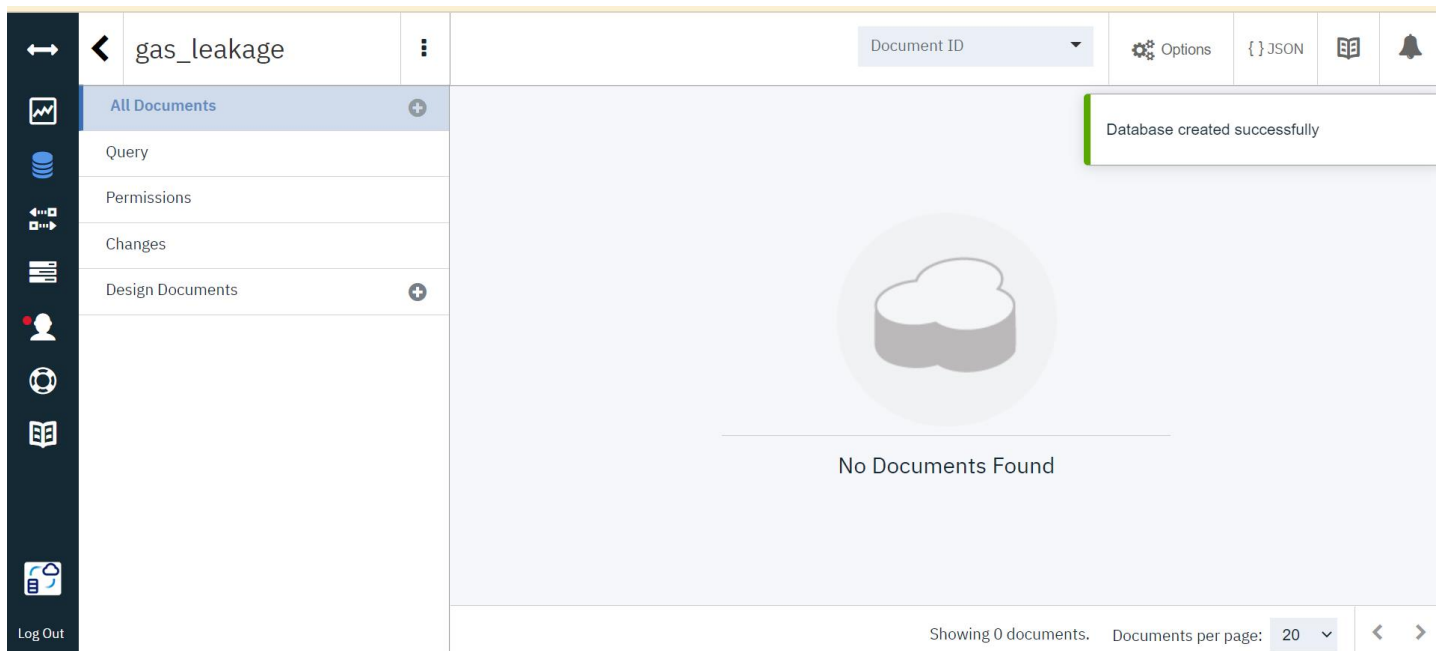 gas_leakage
Document ID
Options
{ } JSON
All Documents
Database created successfully
Query
Permissions
Changes
Design Documents
No Documents Found
Log Out
Showing 0 documents. Documents per page: 20